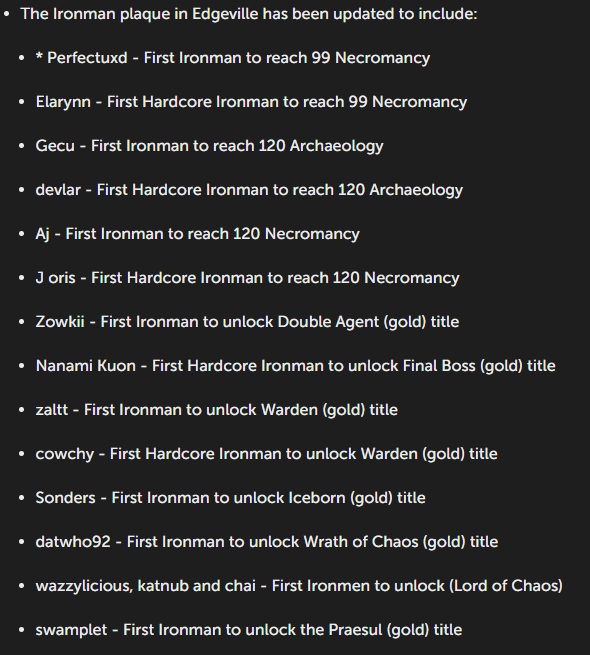 • The Ironman plaque in Edgeville has been updated to include:
• * Perfectuxd - First Ironman to reach 99 Necromancy
• Elarynn - First Hardcore Ironman to reach 99 Necromancy
• Gecu - First Ironman to reach 120 Archaeology
• devlar - First Hardcore Ironman to reach 120 Archaeology
• Aj - First Ironman to reach 120 Necromancy
• J oris - First Hardcore Ironman to reach 120 Necromancy
• Zowkii - First Ironman to unlock Double Agent (gold) title
• Nanami Kuon - First Hardcore Ironman to unlock Final Boss (gold) title
• zaltt - First Ironman to unlock Warden (gold) title
• cowchy - First Hardcore Ironman to unlock Warden (gold) title
• Sonders - First Ironman to unlock Iceborn (gold) title
• datwho92 - First Ironman to unlock Wrath of Chaos (gold) title
• wazzylicious, katnub and chai - First Ironmen to unlock (Lord of Chaos)
• swamplet - First Ironman to unlock the Praesul (gold) title